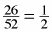 26/52 = 1/2